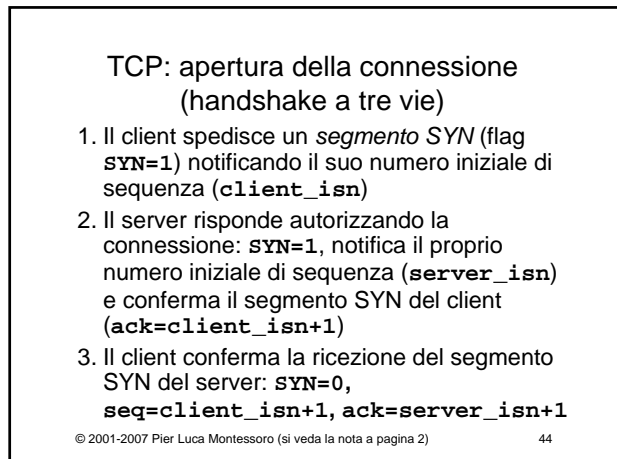 TCP: apertura della connessione
(handshake a tre vie)
1. Il client spedisce un segmento SYN (flag
SYN=1) notificando il suo numero iniziale di
sequenza (client_isn)
2. Il server risponde autorizzando la
connessione: SYN=1, notifica il proprio
numero iniziale di sequenza (server_isn)
e conferma il segmento SYN del client
(ack=client_isn+1)
3. Il client conferma la ricezione del segmento
SYN del server: SYN=0,
seq=client_isn+1, ack=server_isn+1
© 2001-2007 Pier Luca Montessoro (si veda la nota a pagina 2) 44